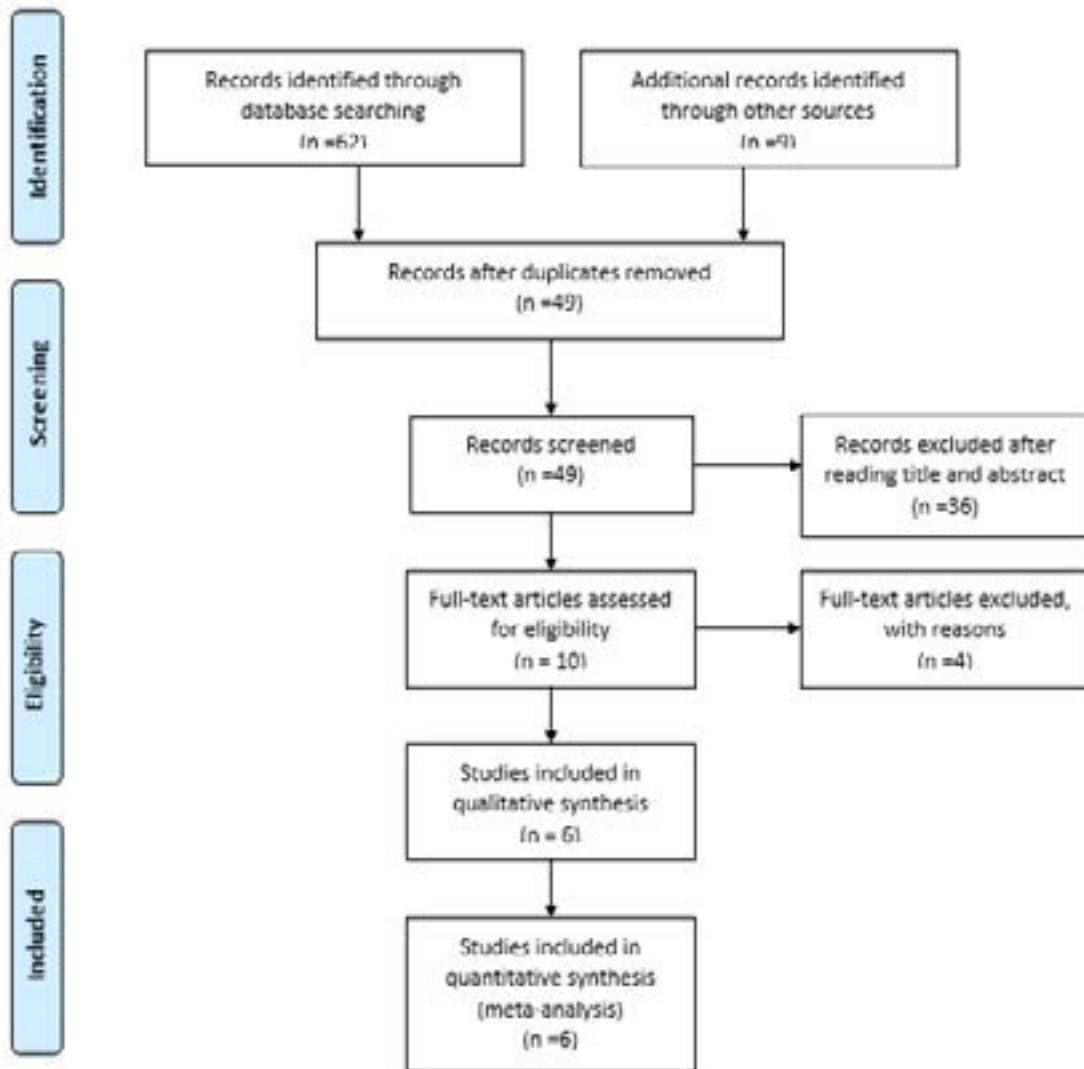 Identification
Records identified through
database searching
(n =62)
Additional records identified
through other sources
(n =9)
Records after duplicates removed
(n =49)
Screening
Records screened
(n =49)
Records excluded after
reading title and abstract
(n =36)
Eligibility
Full-text articles assessed
for eligibility
(n = 10)
Full-text articles excluded,
with reasons
(n =4)
Studies included in
qualitative synthesis
(n = 6)
Included
Studies included in
quantitative synthesis
(meta-analysis)
(n =6)